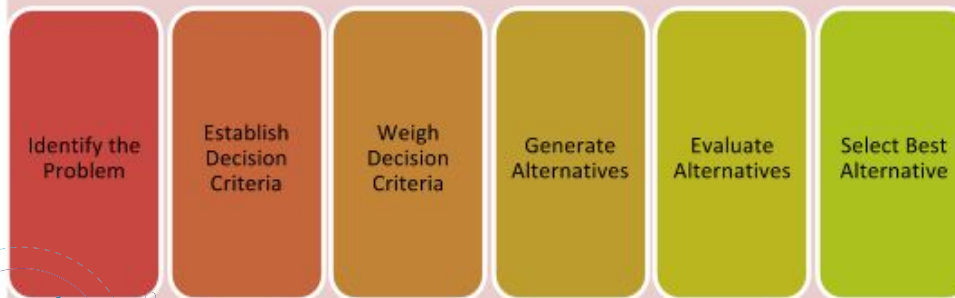 Identify the
Problem
Establish
Decision
Criteria
Weigh
Decision
Criteria
Generate
Alternatives
Evaluate
Alternatives
Select Best
Alternative